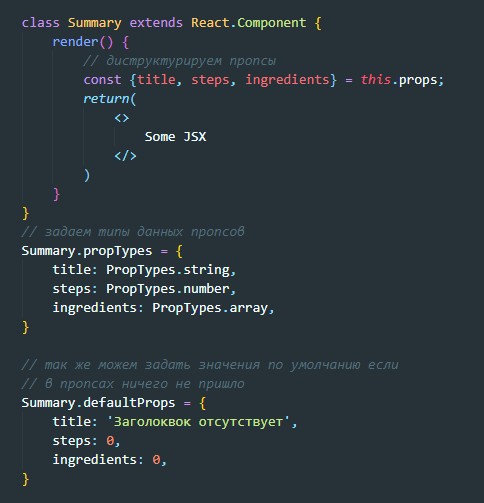 class Summary extends React.Component {
render() {
// диструктурируем пропсы
const {title, steps, ingredients} = this.props;
return(
<>
Some JSX
</>
)
}
}
// задаем типы данных пропсов
Summary.propTypes = {
title: PropTypes.string,
steps: PropTypes.number,
ingredients: PropTypes.array,
}
// так же можем задать значения по умолчанию если
// в пропсах ничего не пришло
Summary.defaultProps = {
title: 'Заголоквок отсутствует',
steps: 0,
ingredients: 0,
}